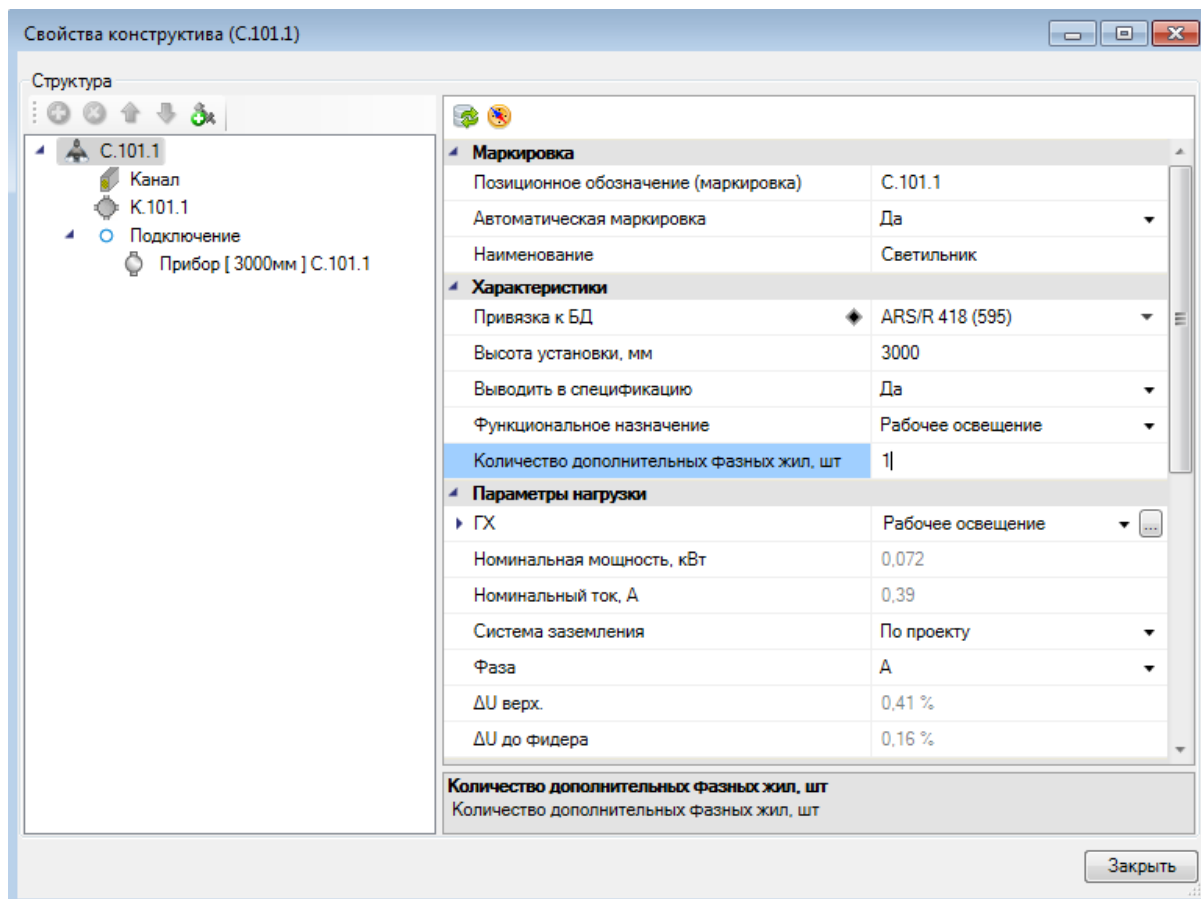 Свойства конструктива (С.101.1)
Структура
С.101.1
Канал
К.101.1
Подключение
Прибор [ 3000мм ] С.101.1
Маркировка
Позиционное обозначение (маркировка) С.101.1
Автоматическая маркировка Да
Наименование Светильник
Характеристики
Привязка к БД ARS/R 418 (595)
Высота установки, мм 3000
Выводить в спецификацию Да
Функциональное назначение Рабочее освещение
Количество дополнительных фазных жил, шт 1
Параметры нагрузки
ГХ Рабочее освещение ...
Номинальная мощность, кВт 0,072
Номинальный ток, А 0,39
Система заземления По проекту
Фаза А
ΔU верх. 0,41 %
ΔU до фидера 0,16 %
Количество дополнительных фазных жил, шт
Количество дополнительных фазных жил, шт
Закрыть